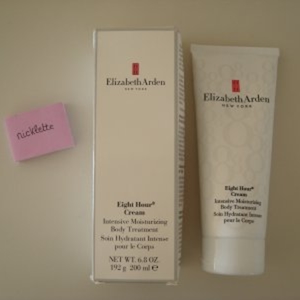 nicklette
Elizabeth Arden
NEW YORK
Eight Hour®
Cream
Intensive Moisturizing
Body Treatment
Soin Hydratant Intense
pour le Corps
NET WT. 6.8 OZ.
192 g 200 ml e
Elizabeth Arden
NEW YORK
Eight Hour®
Cream
Intensive Moisturizing
Body Treatment
Soin Hydratant Intense
pour le Corps